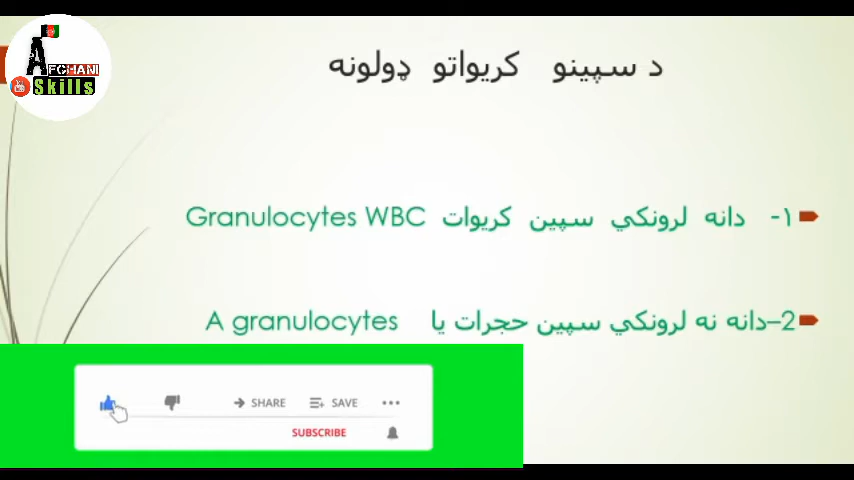 AFGHANI
Skills
د سپینو کریواتو ډولونه
۱- دانه لرونکي سپین کریوات Granulocytes WBC
2–دانه نه لرونکي سپین حجرات یا A granulocytes
SHARE SAVE
SUBSCRIBE